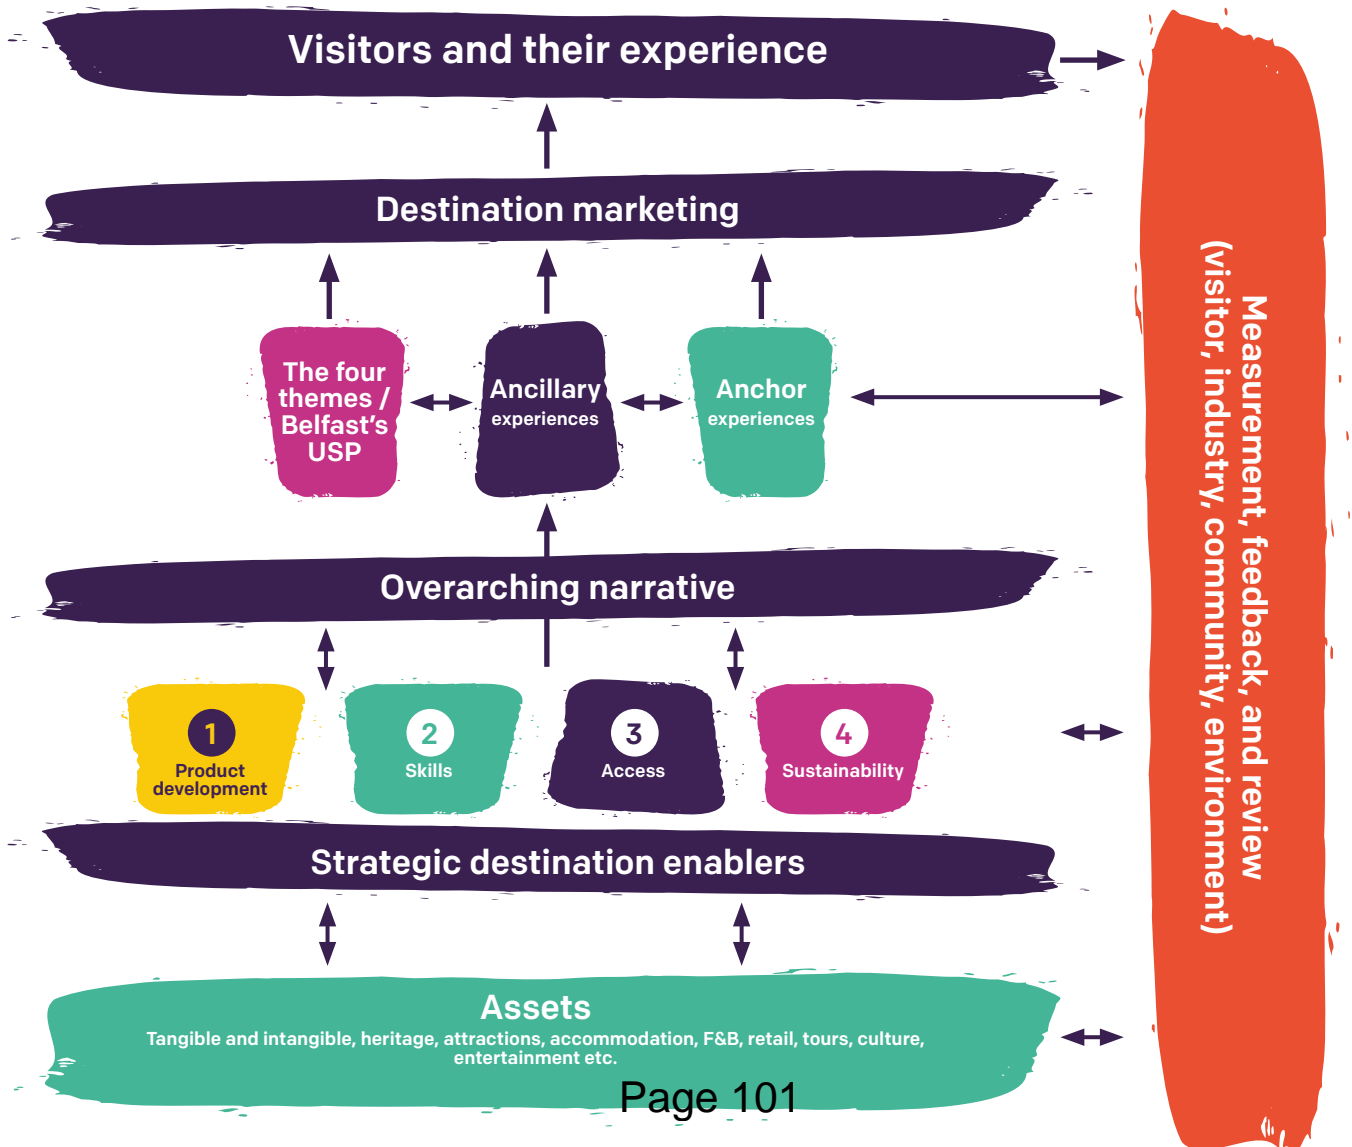 Visitors and their experience
Destination marketing
The four
themes /
Belfast's
USP
Ancillary
experiences
Anchor
experiences
Overarching narrative
1
Product
development
2
Skills
3
Access
4
Sustainability
Strategic destination enablers
Assets
Tangible and intangible, heritage, attractions, accommodation, F&B, retail, tours, culture,
entertainment etc.
Measurement, feedback, and review
(visitor, industry, community, environment)
Page 101